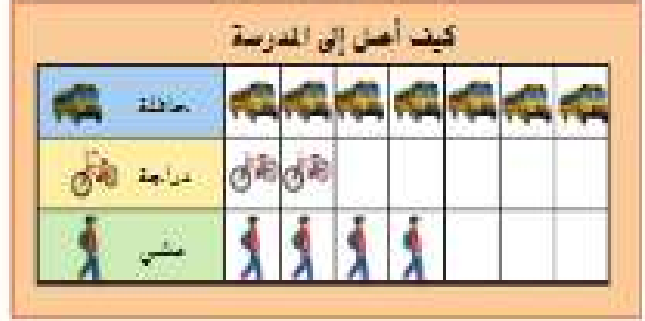 كيف أصل إلى المدرسة
حافلة
دراجة
مشي